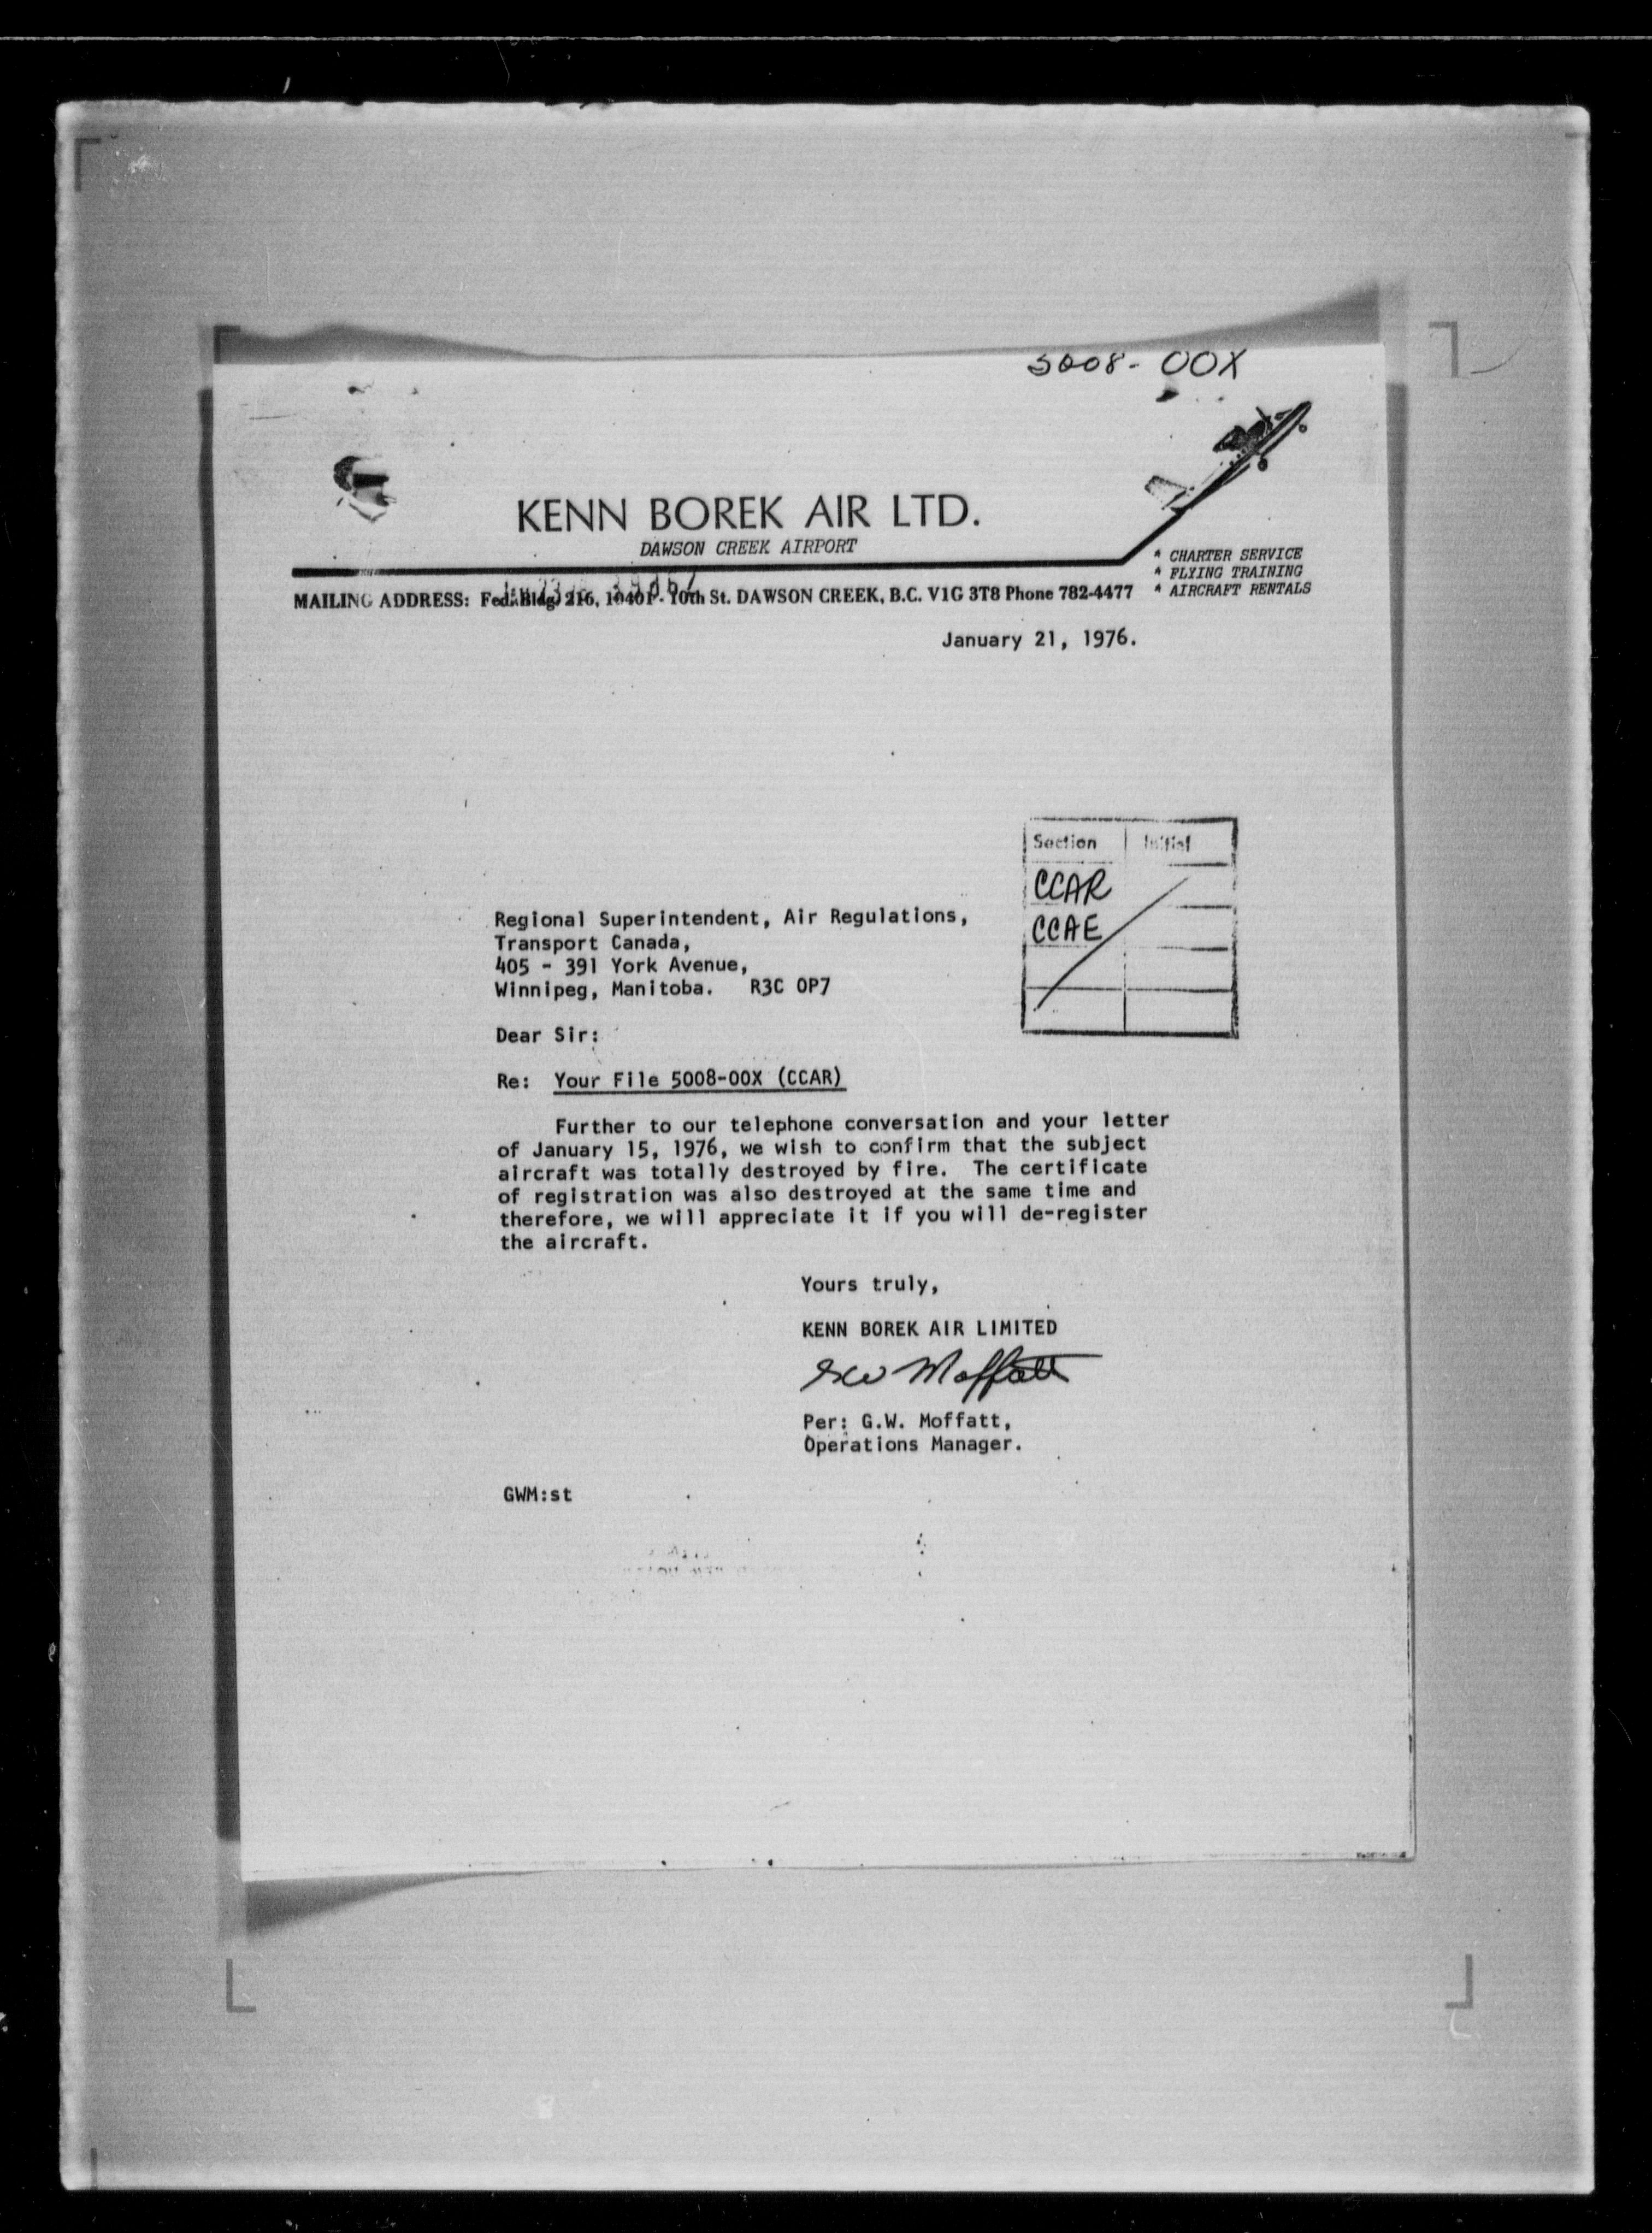 5008-00X
KENN BOREK AIR LTD.
DAWSON CREEK AIRPORT
* CHARTER SERVICE
* FLYING TRAINING
* AIRCRAFT RENTALS
MAILING ADDRESS: Fed. Bldg. 216, 10401 - 10th St. DAWSON CREEK, B.C. V1G 3T8 Phone 782-4477
January 21, 1976.
Section Initial
CCAR
CCAE
Regional Superintendent, Air Regulations,
Transport Canada,
405 - 391 York Avenue,
Winnipeg, Manitoba. R3C 0P7
Dear Sir:
Re: Your File 5008-00X (CCAR)
Further to our telephone conversation and your letter
of January 15, 1976, we wish to confirm that the subject
aircraft was totally destroyed by fire. The certificate
of registration was also destroyed at the same time and
therefore, we will appreciate it if you will de-register
the aircraft.
Yours truly,
KENN BOREK AIR LIMITED
GW Moffatt
Per: G.W. Moffatt,
Operations Manager.
GWM:st